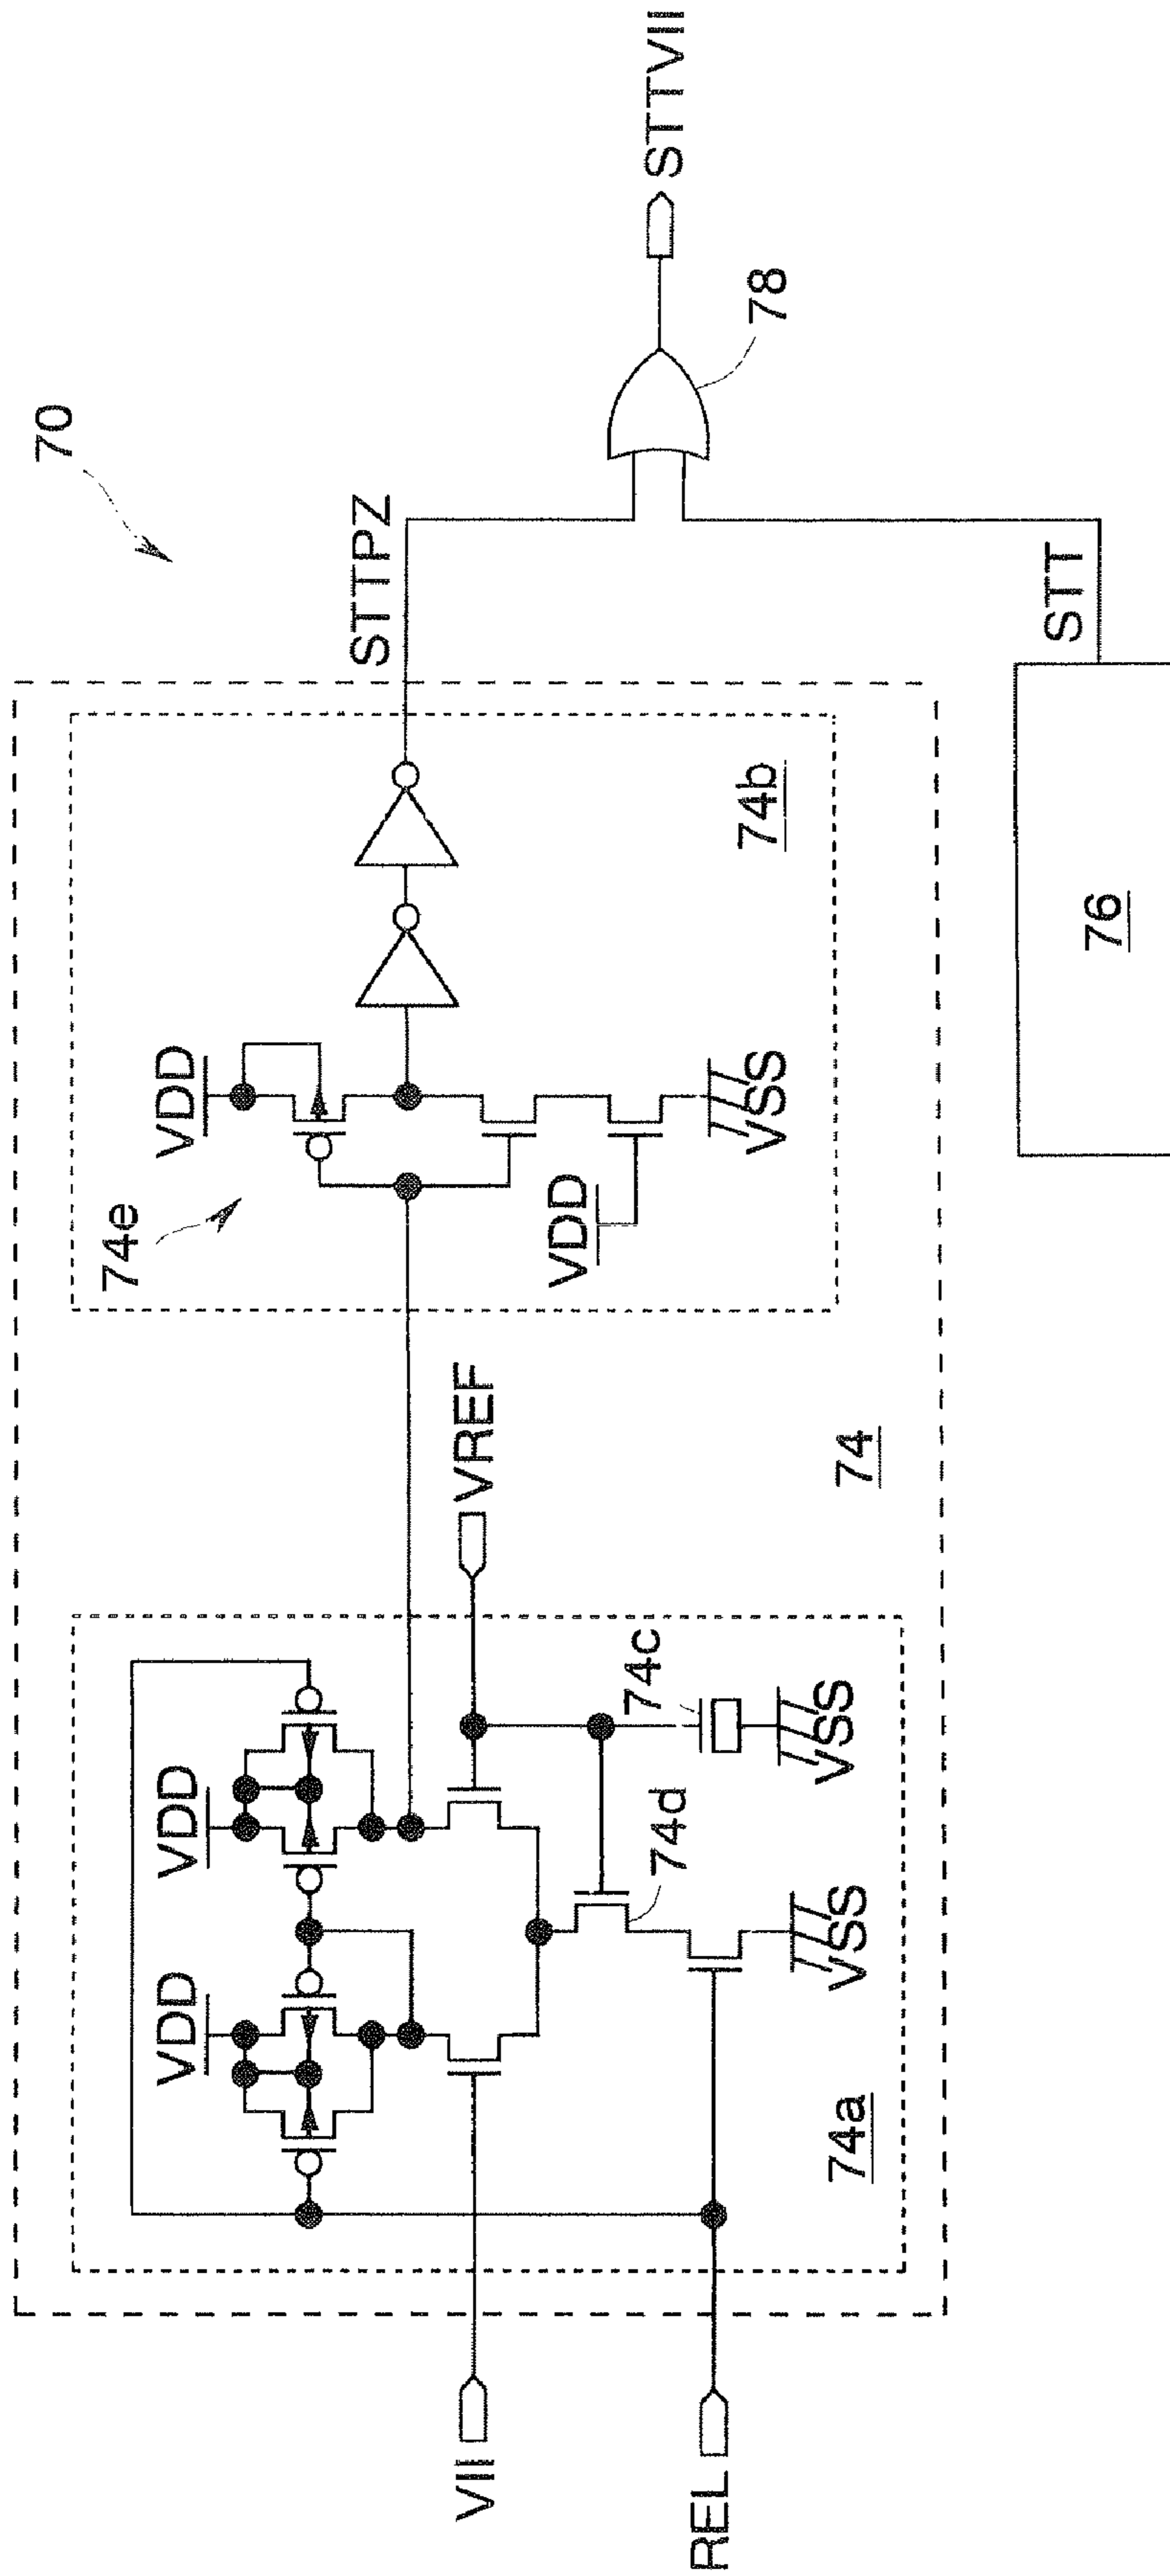 70
VDD
VDD
74e
VDD
STTPZ
VII
VREF
VDD
STTVII
78
74c
74d
REL
VSS
VSS
VSS
74a
74
74b
STT
76